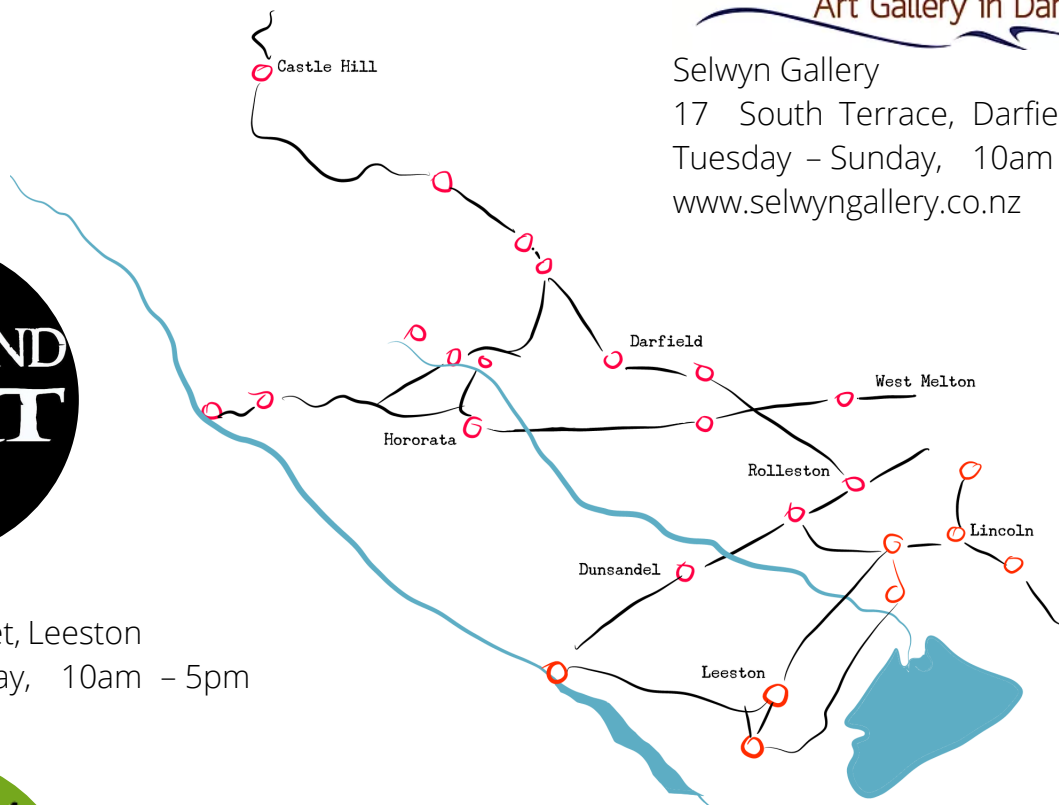 Art Gallery in Dar
Selwyn Gallery
17 South Terrace, Darfie
Tuesday – Sunday, 10am
www.selwyngallery.co.nz
Castle Hill
Darfield
West Melton
Hororata
Rolleston
Lincoln
Dunsandel
Leeston
ND
T
et, Leeston
ay, 10am – 5pm